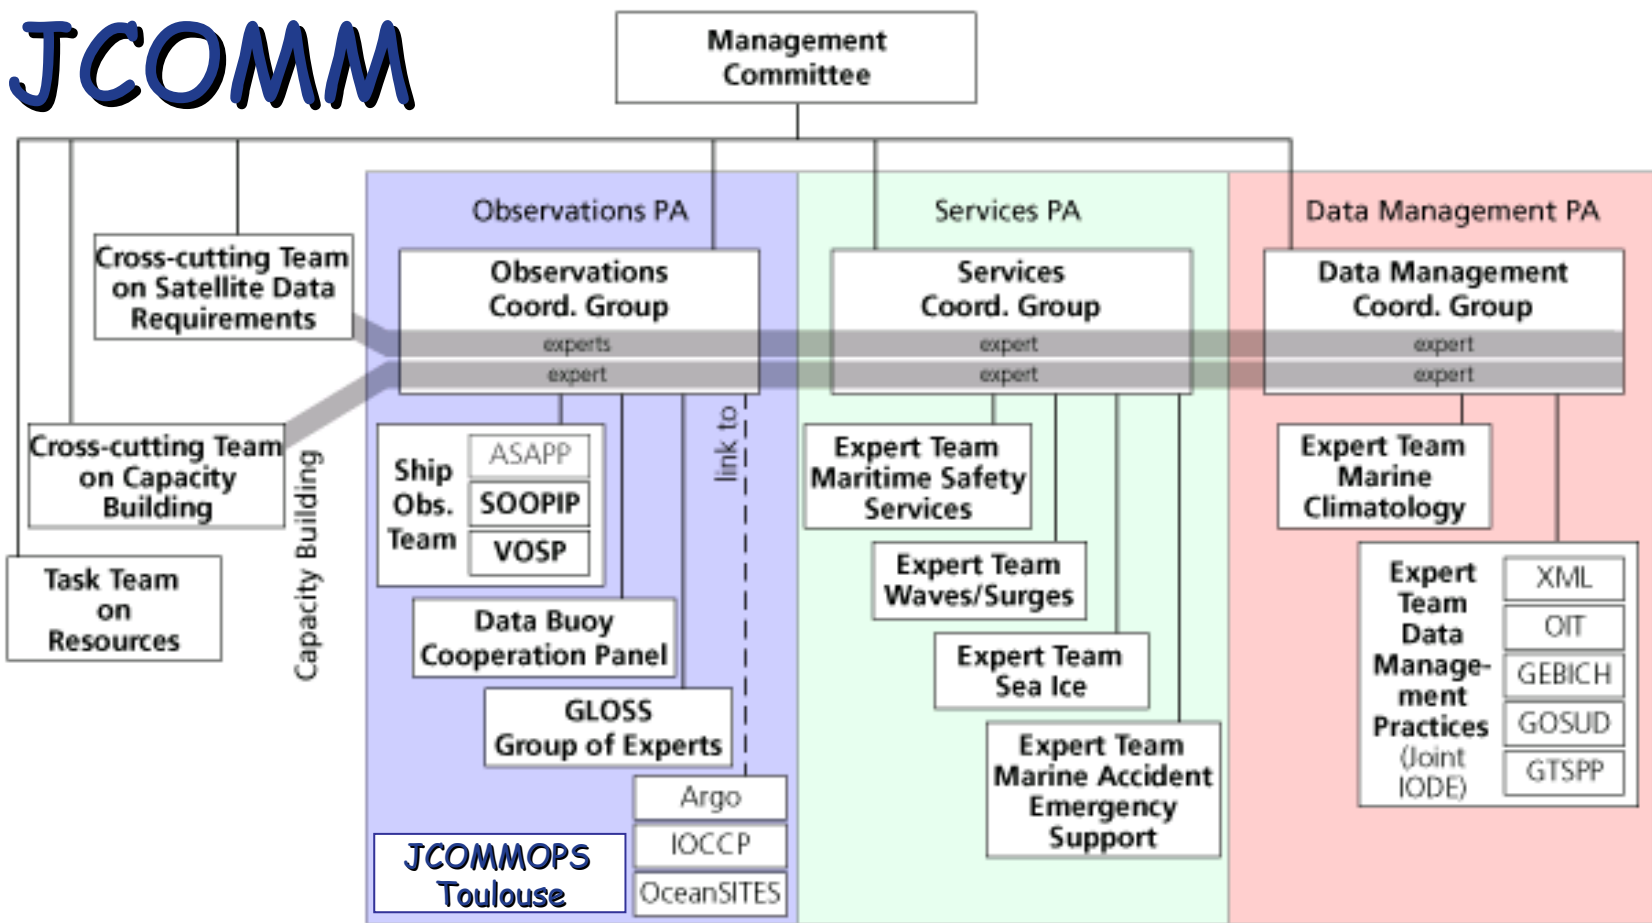 JCOMM
Management
Committee
Observations PA
Services PA
Data Management PA
Cross-cutting Team
on Satellite Data
Requirements
Observations
Coord. Group
experts
expert
Services
Coord. Group
expert
expert
Data Management
Coord. Group
expert
expert
Cross-cutting Team
on Capacity
Building
Capacity Building
Task Team
on
Resources
Ship
Obs.
Team
ASAPP
SOOPIP
VOSP
link to
Data Buoy
Cooperation Panel
GLOSS
Group of Experts
Argo
IOCCP
OceanSITES
JCOMMOPS
Toulouse
Expert Team
Maritime Safety
Services
Expert Team
Waves/Surges
Expert Team
Sea Ice
Expert Team
Marine Accident
Emergency
Support
Expert Team
Marine
Climatology
Expert
Team
Data
Manage-
ment
Practices
(Joint
IODE)
XML
OIT
GEBICH
GOSUD
GTSPP